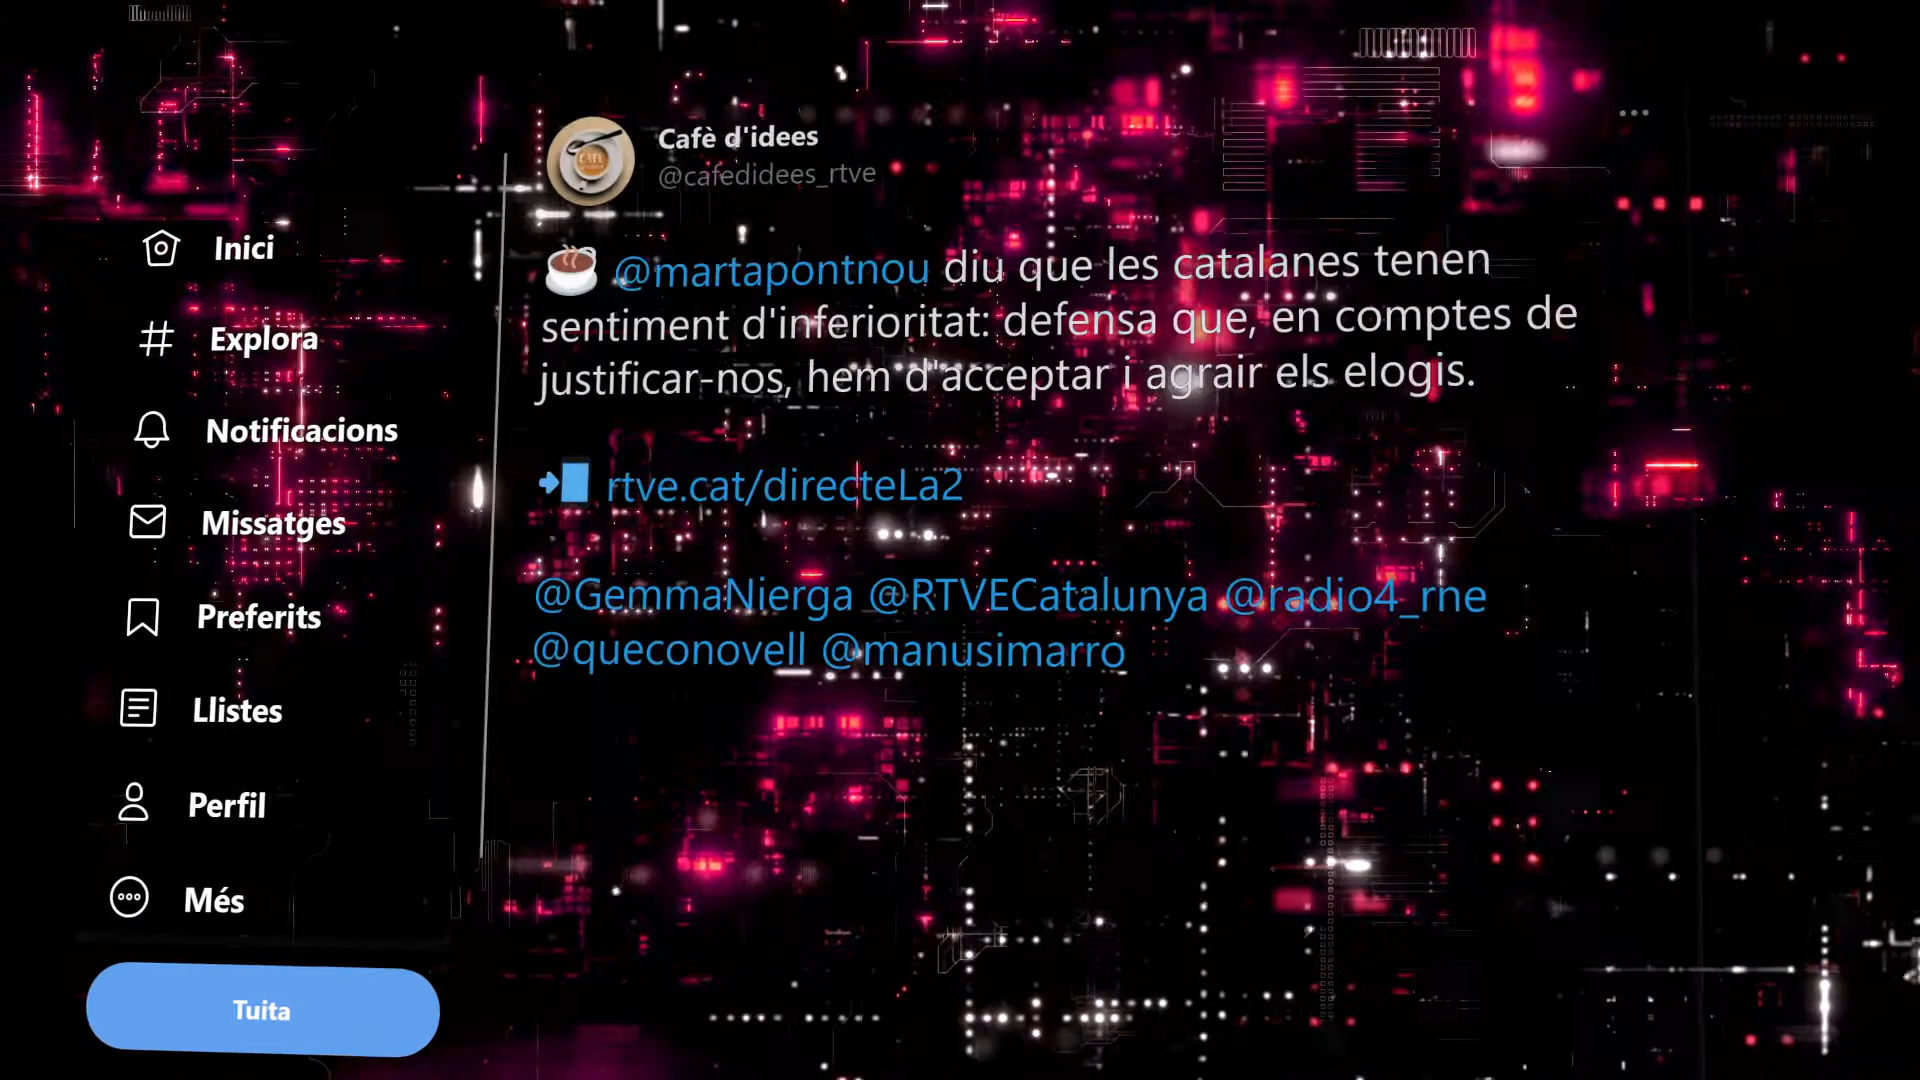 Cafè d'idees
@cafedidees_rtve
@martapontnou diu que les catalanes tenen
sentiment d'inferioritat: defensa que, en comptes de
justificar-nos, hem d'acceptar i agrair els elogis.
rtve.cat/directeLa2
@GemmaNierga @RTVECatalunya @radio4_rne
@queconovell @manusimarro
Inici
Explora
Notificacions
Missatges
Preferits
Llistes
Perfil
Més
Tuita